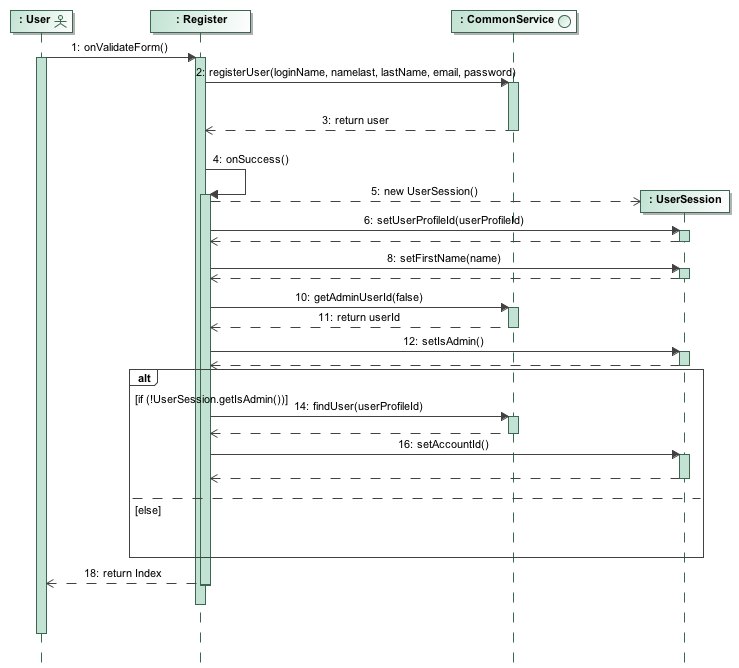 : User
: Register
: CommonService
1: onValidateForm()
2: registerUser(loginName, namelast, lastName, email, password)
3: return user
4: onSuccess()
5: new UserSession()
: UserSession
6: setUserProfileId(userProfileId)
8: setFirstName(name)
10: getAdminUserId(false)
11: return userId
12: setIsAdmin()
alt
[if (!UserSession.getIsAdmin())]
14: findUser(userProfileId)
16: setAccountId()
[else]
18: return Index